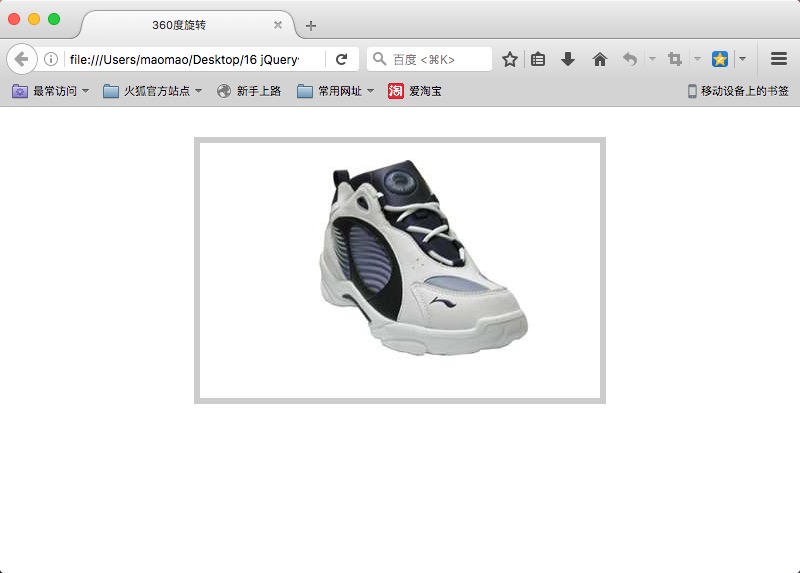 360度旋转
file:///Users/maomao/Desktop/16 jQuery
百度 <⌘K>
最常访问 火狐官方站点 新手上路 常用网址 淘 爱淘宝 移动设备上的书签